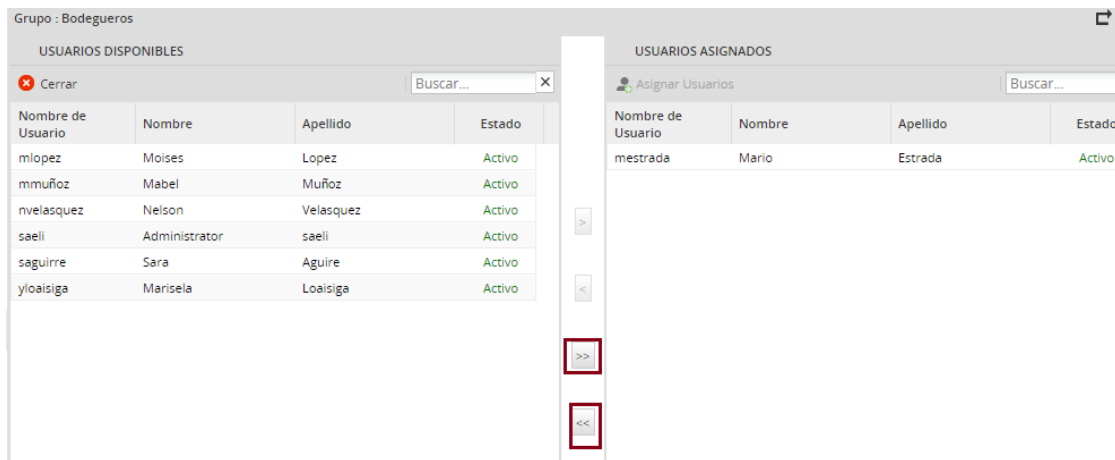 Grupo : Bodegueros
USUARIOS DISPONIBLES
Cerrar Buscar...
Nombre de Usuario Nombre Apellido Estado
mlopez Moises Lopez Activo
mmuñoz Mabel Muñoz Activo
nvelasquez Nelson Velasquez Activo
saeli Administrator saeli Activo
saguirre Sara Aguire Activo
yloaisiga Marisela Loaisiga Activo
>
<
>>
<<
USUARIOS ASIGNADOS
Asignar Usuarios Buscar...
Nombre de Usuario Nombre Apellido Estado
mestrada Mario Estrada Activo